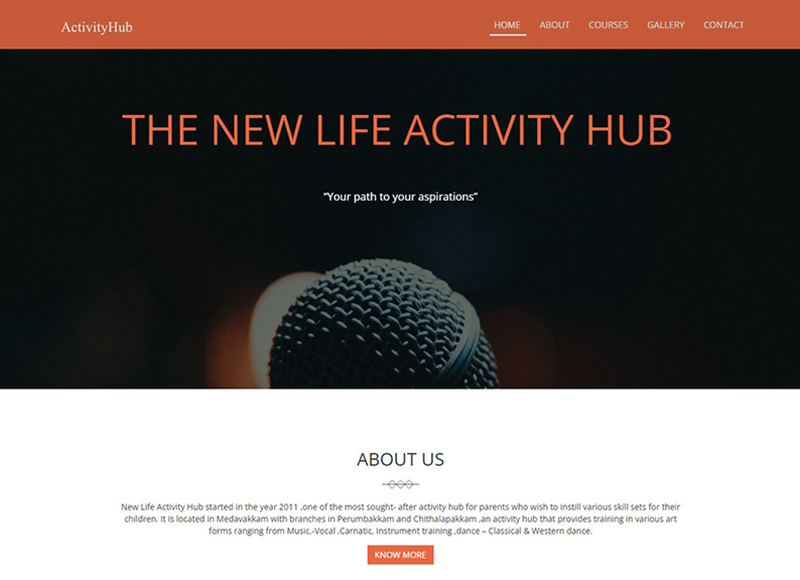 ActivityHub
HOME ABOUT COURSES GALLERY CONTACT
THE NEW LIFE ACTIVITY HUB
“Your path to your aspirations”
ABOUT US
New Life Activity Hub started in the year 2011 ,one of the most sought- after activity hub for parents who wish to instill various skill sets for their
children. It is located in Medavakkam with branches in Perumbakkam and Chithalapakkam ,an activity hub that provides training in various art
forms ranging from Music,-Vocal ,Carnatic, Instrument training ,dance – Classical & Western dance.
KNOW MORE